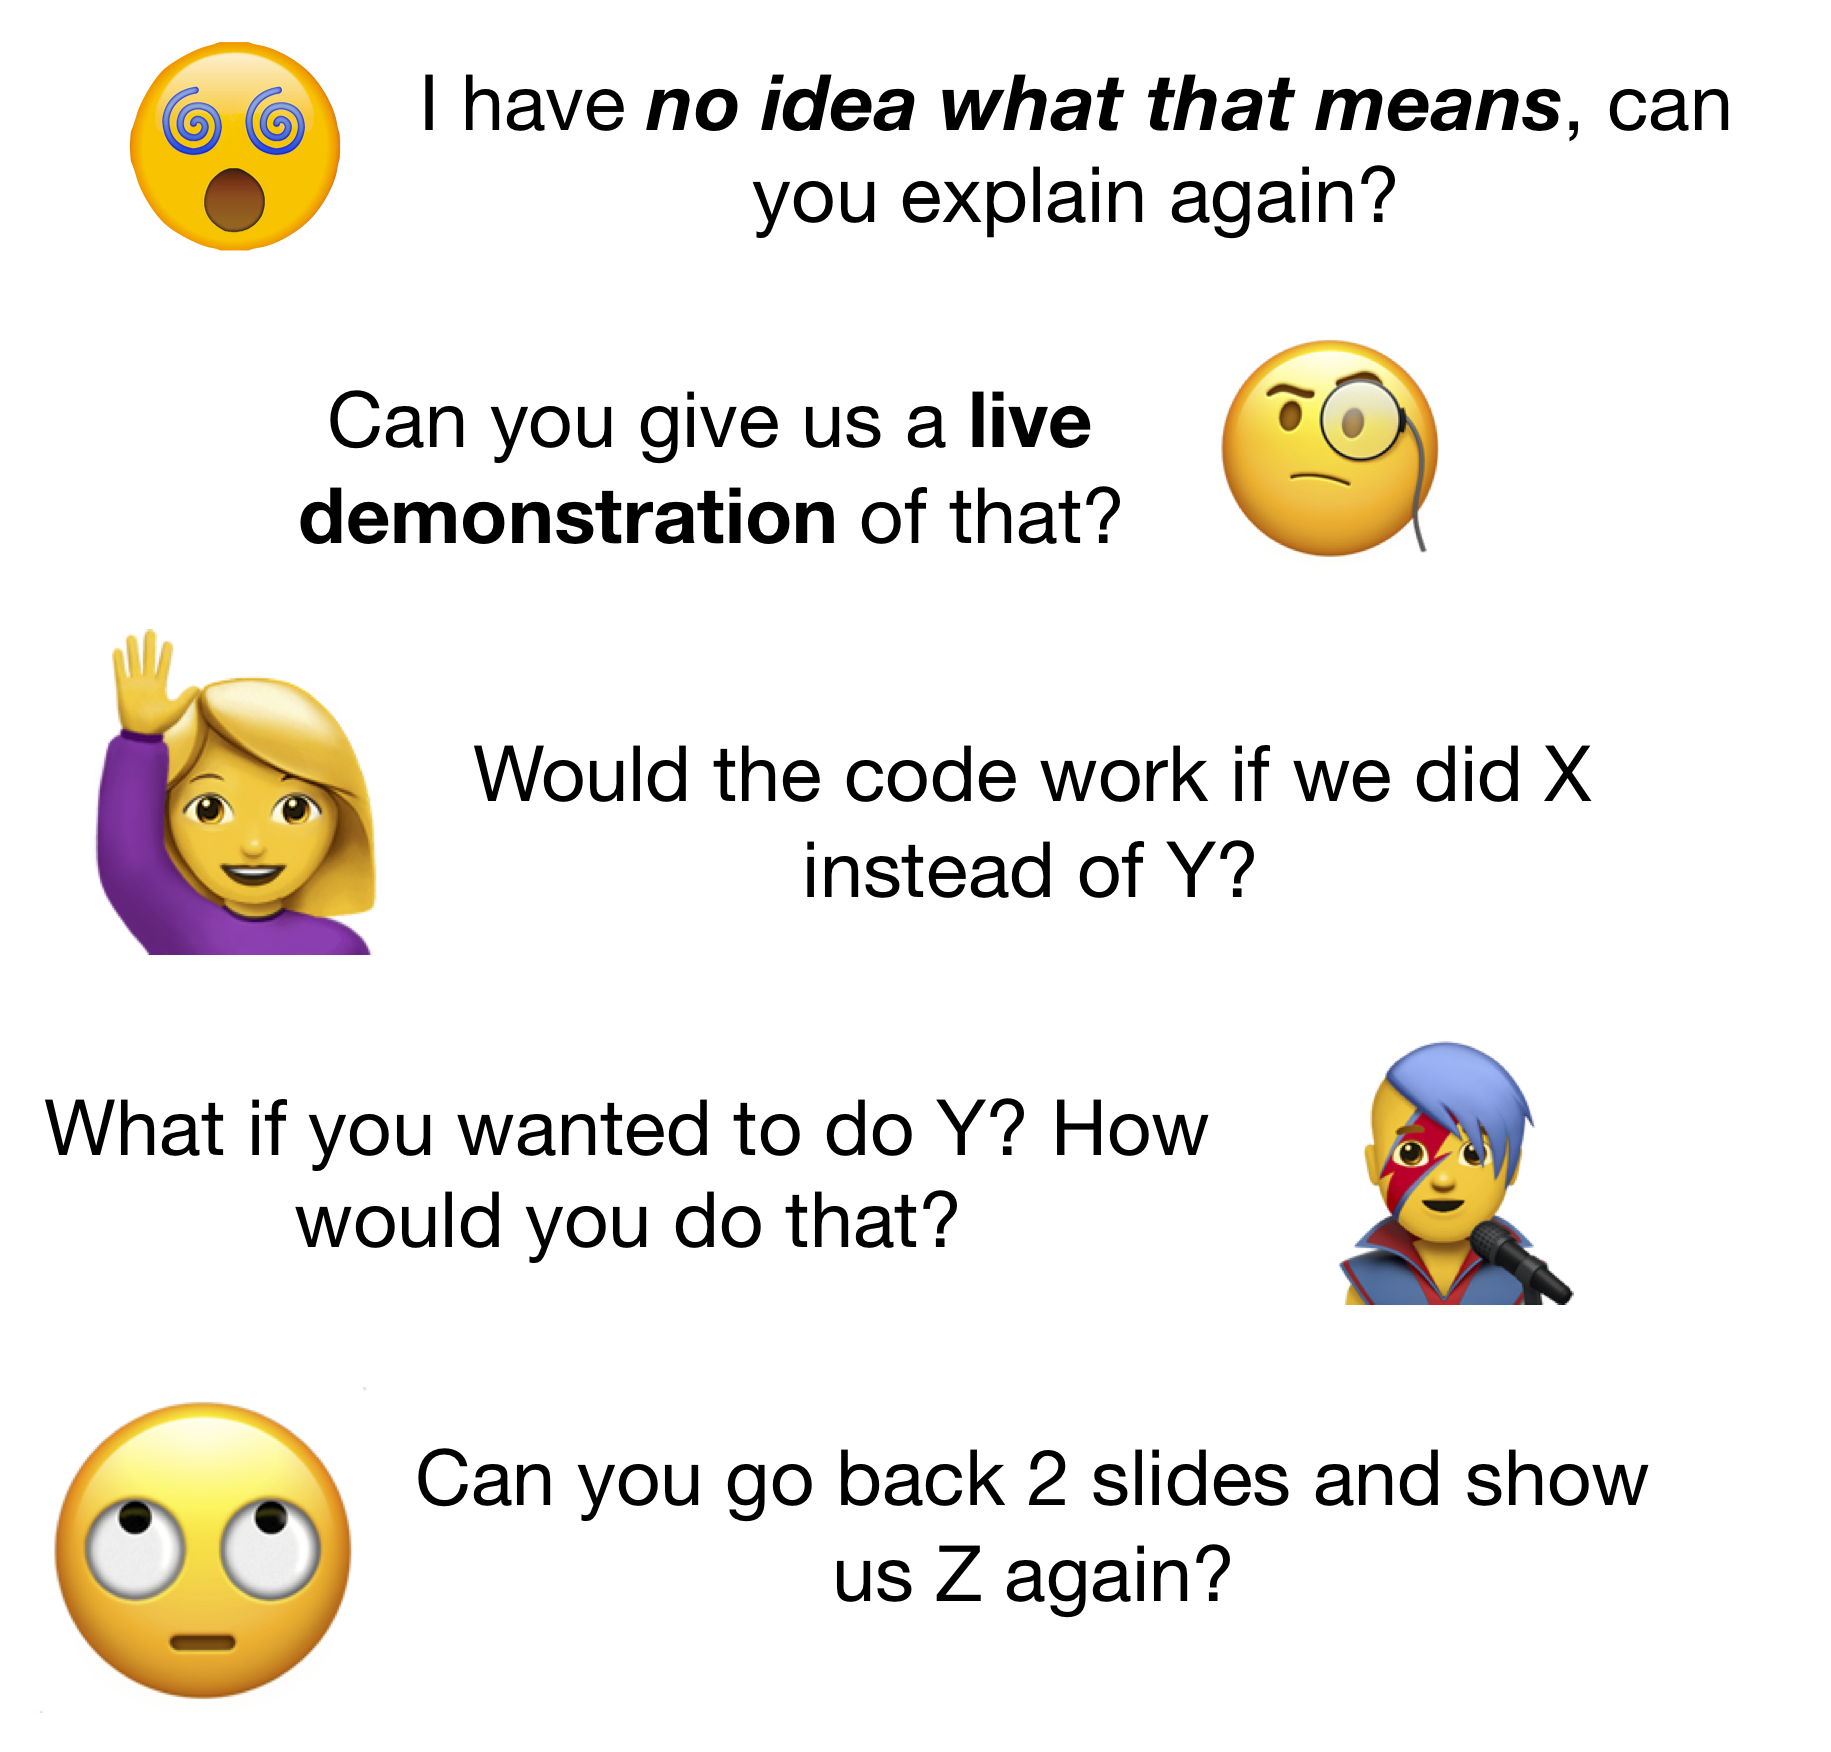 I have no idea what that means, can
you explain again?
Can you give us a live
demonstration of that?
Would the code work if we did X
instead of Y?
What if you wanted to do Y? How
would you do that?
Can you go back 2 slides and show
us Z again?